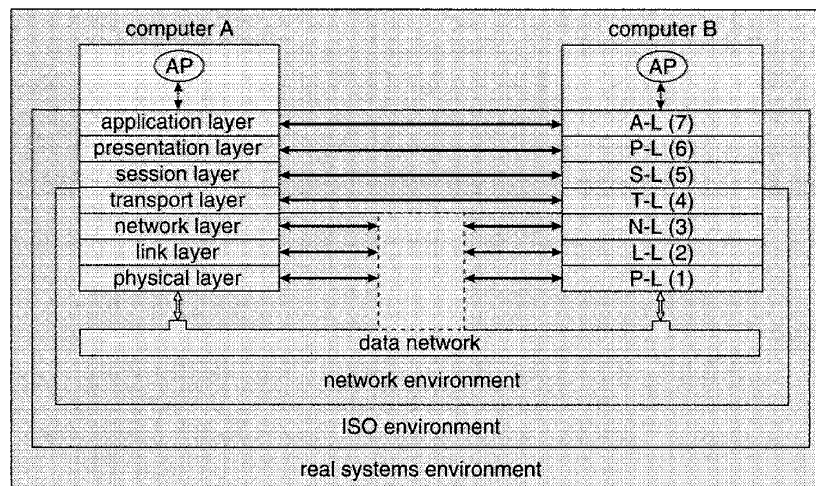 computer A
computer B
AP
AP
application layer
A-L (7)
presentation layer
P-L (6)
session layer
S-L (5)
transport layer
T-L (4)
network layer
N-L (3)
link layer
L-L (2)
physical layer
P-L (1)
data network
network environment
ISO environment
real systems environment